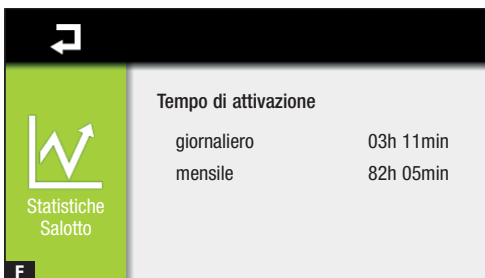 Tempo di attivazione
giornaliero 03h 11min
mensile 82h 05min
Statistiche
Salotto
F